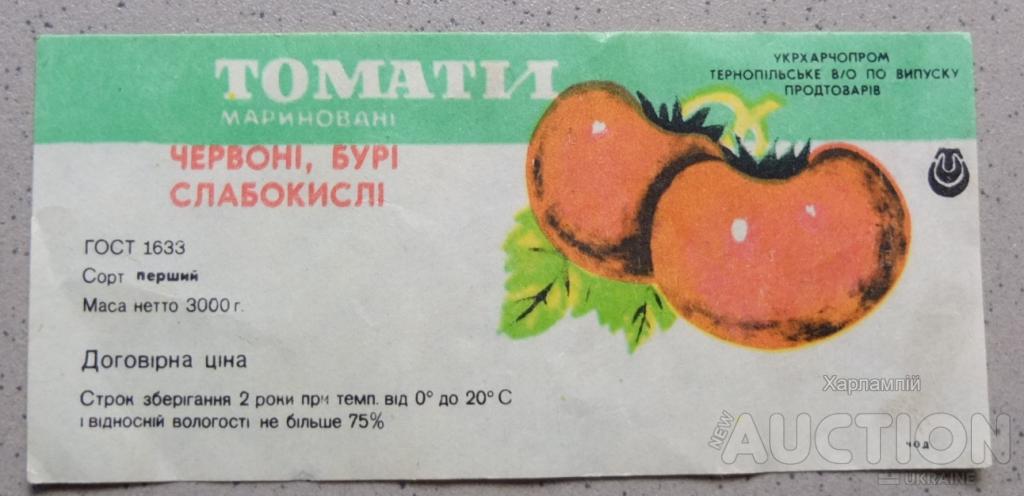 ТОМАТИ
МАРИНОВАНІ
УКРХАРЧОПРОМ
ТЕРНОПІЛЬСЬКЕ В/О ПО ВИПУСКУ
ПРОДТОВАРІВ
ЧЕРВОНІ, БУРІ
СЛАБОКИСЛІ
ГОСТ 1633
Сорт перший
Маса нетто 3000 г.
Договірна ціна
Строк зберігання 2 роки при темп. від 0° до 20° С
і відносній вологості не більше 75%
Харлампій
NEW AUCTION
UKRAINE